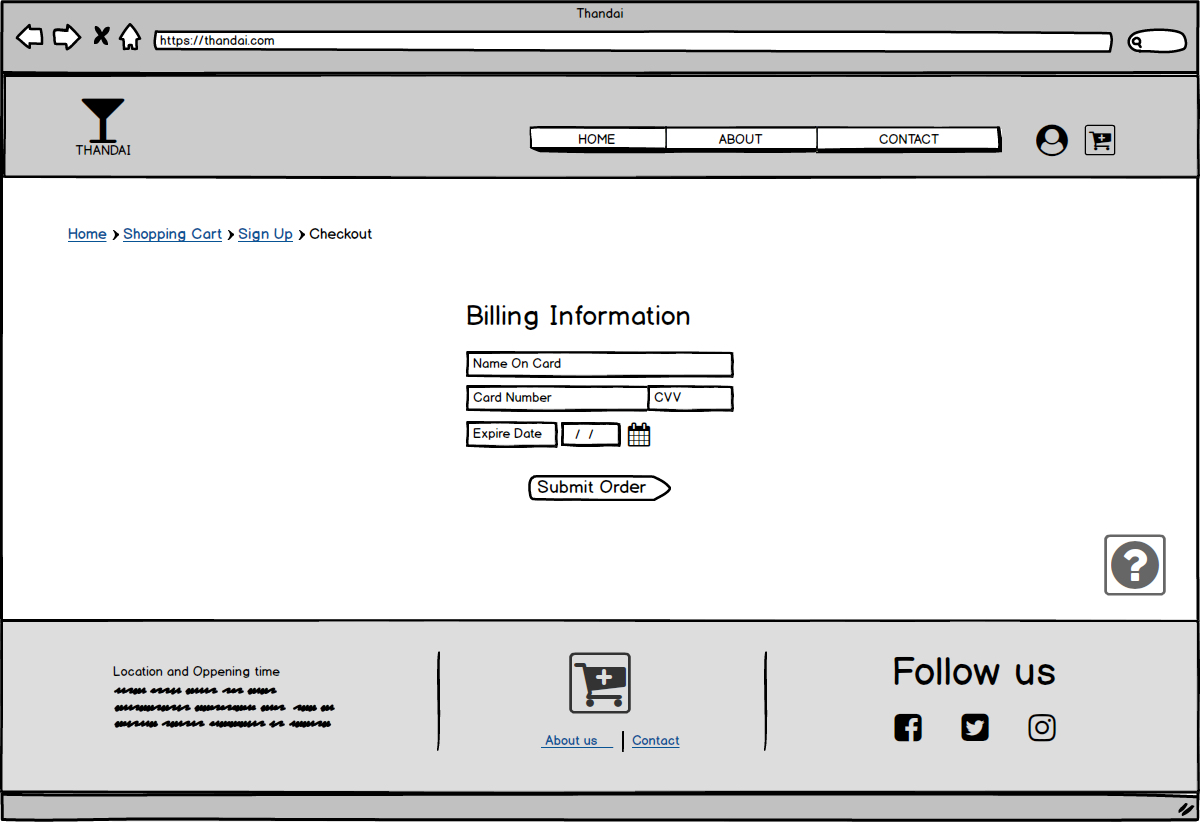 Thandai
https://thandai.com
THANDAI
HOME ABOUT CONTACT
Home Shopping Cart Sign Up Checkout
Billing Information
Name On Card
Card Number CVV
Expire Date / /
Submit Order
?
Location and Oppening time
About us Contact
Follow us